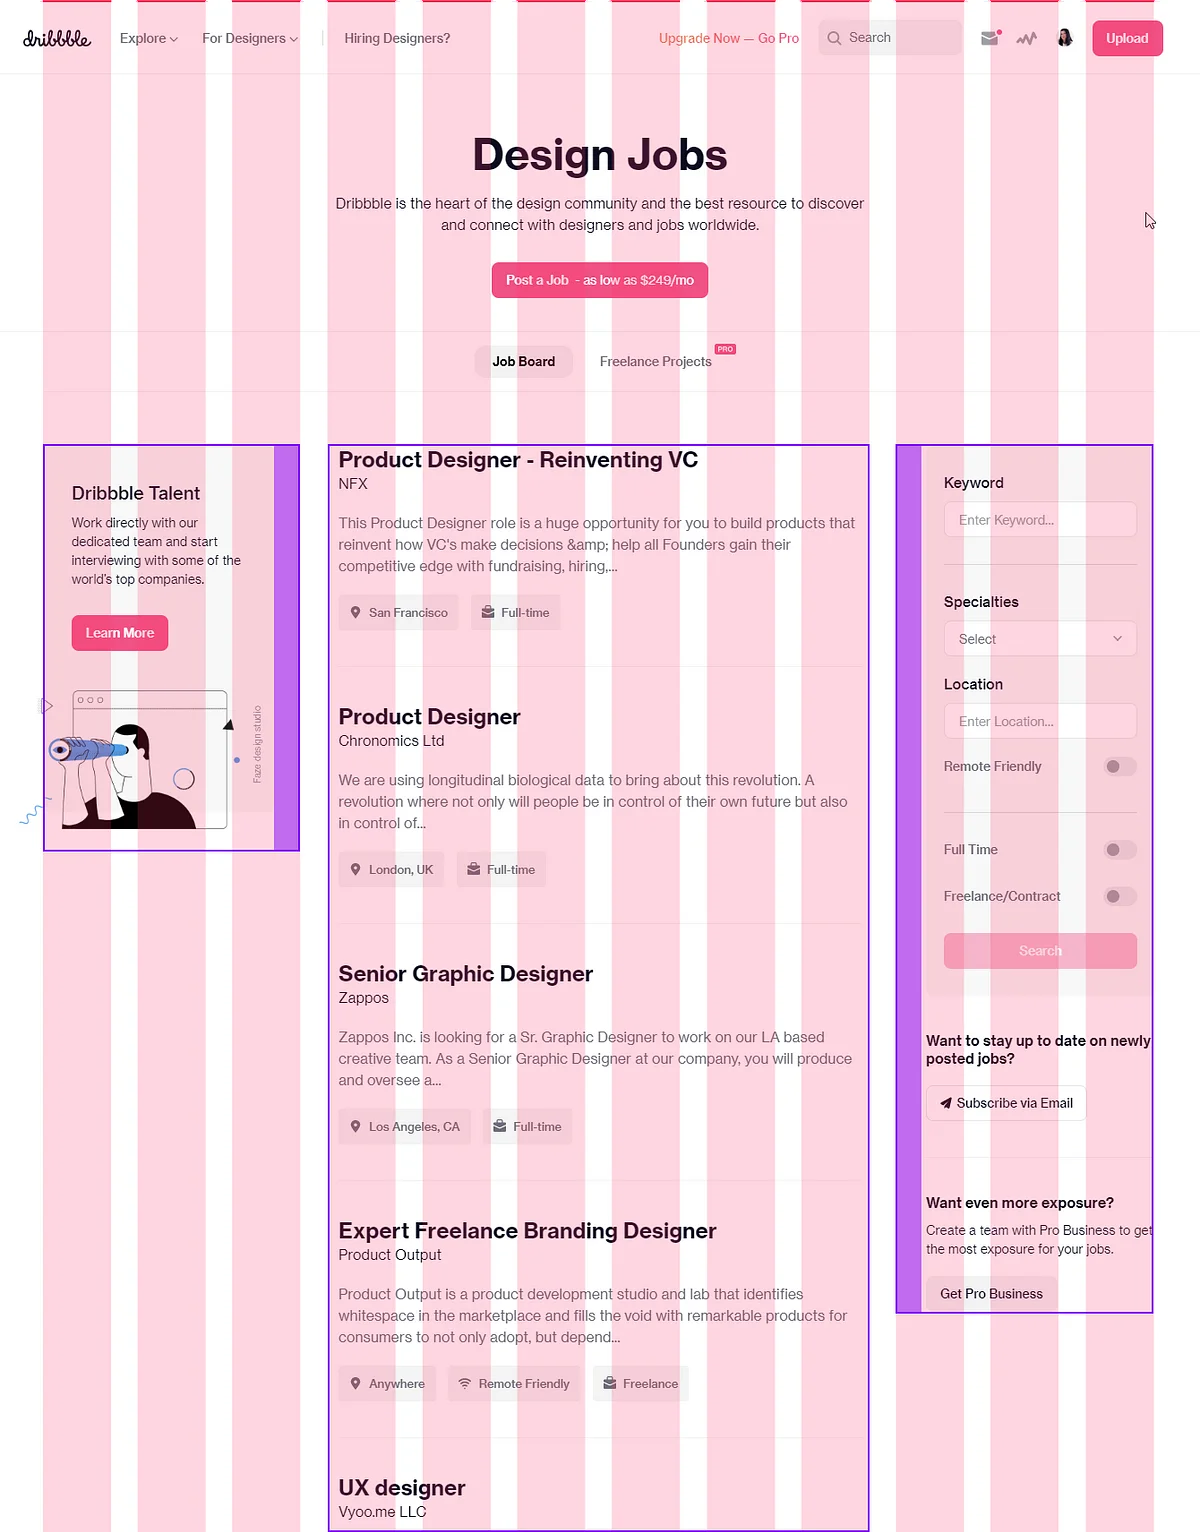 dribbble
Explore
For Designers
Hiring Designers?
Upgrade Now — Go Pro
Search
Upload
Design Jobs
Dribbble is the heart of the design community and the best resource to discover
and connect with designers and jobs worldwide.
Post a Job - as low as $249/mo
Job Board
Freelance Projects
PRO
Dribbble Talent
Work directly with our
dedicated team and start
interviewing with some of the
world's top companies.
Learn More
Faze design studio
Product Designer - Reinventing VC
NFX
This Product Designer role is a huge opportunity for you to build products that
reinvent how VC's make decisions &amp; help all Founders gain their
competitive edge with fundraising, hiring,...
San Francisco
Full-time
Product Designer
Chronomics Ltd
We are using longitudinal biological data to bring about this revolution. A
revolution where not only will people be in control of their own future but also
in control of...
London, UK
Full-time
Senior Graphic Designer
Zappos
Zappos Inc. is looking for a Sr. Graphic Designer to work on our LA based
creative team. As a Senior Graphic Designer at our company, you will produce
and oversee a...
Los Angeles, CA
Full-time
Expert Freelance Branding Designer
Product Output
Product Output is a product development studio and lab that identifies
whitespace in the marketplace and fills the void with remarkable products for
consumers to not only adopt, but depend...
Anywhere
Remote Friendly
Freelance
UX designer
Vyoo.me LLC
Keyword
Enter Keyword...
Specialties
Select
Location
Enter Location...
Remote Friendly
Full Time
Freelance/Contract
Search
Want to stay up to date on newly
posted jobs?
Subscribe via Email
Want even more exposure?
Create a team with Pro Business to get
the most exposure for your jobs.
Get Pro Business